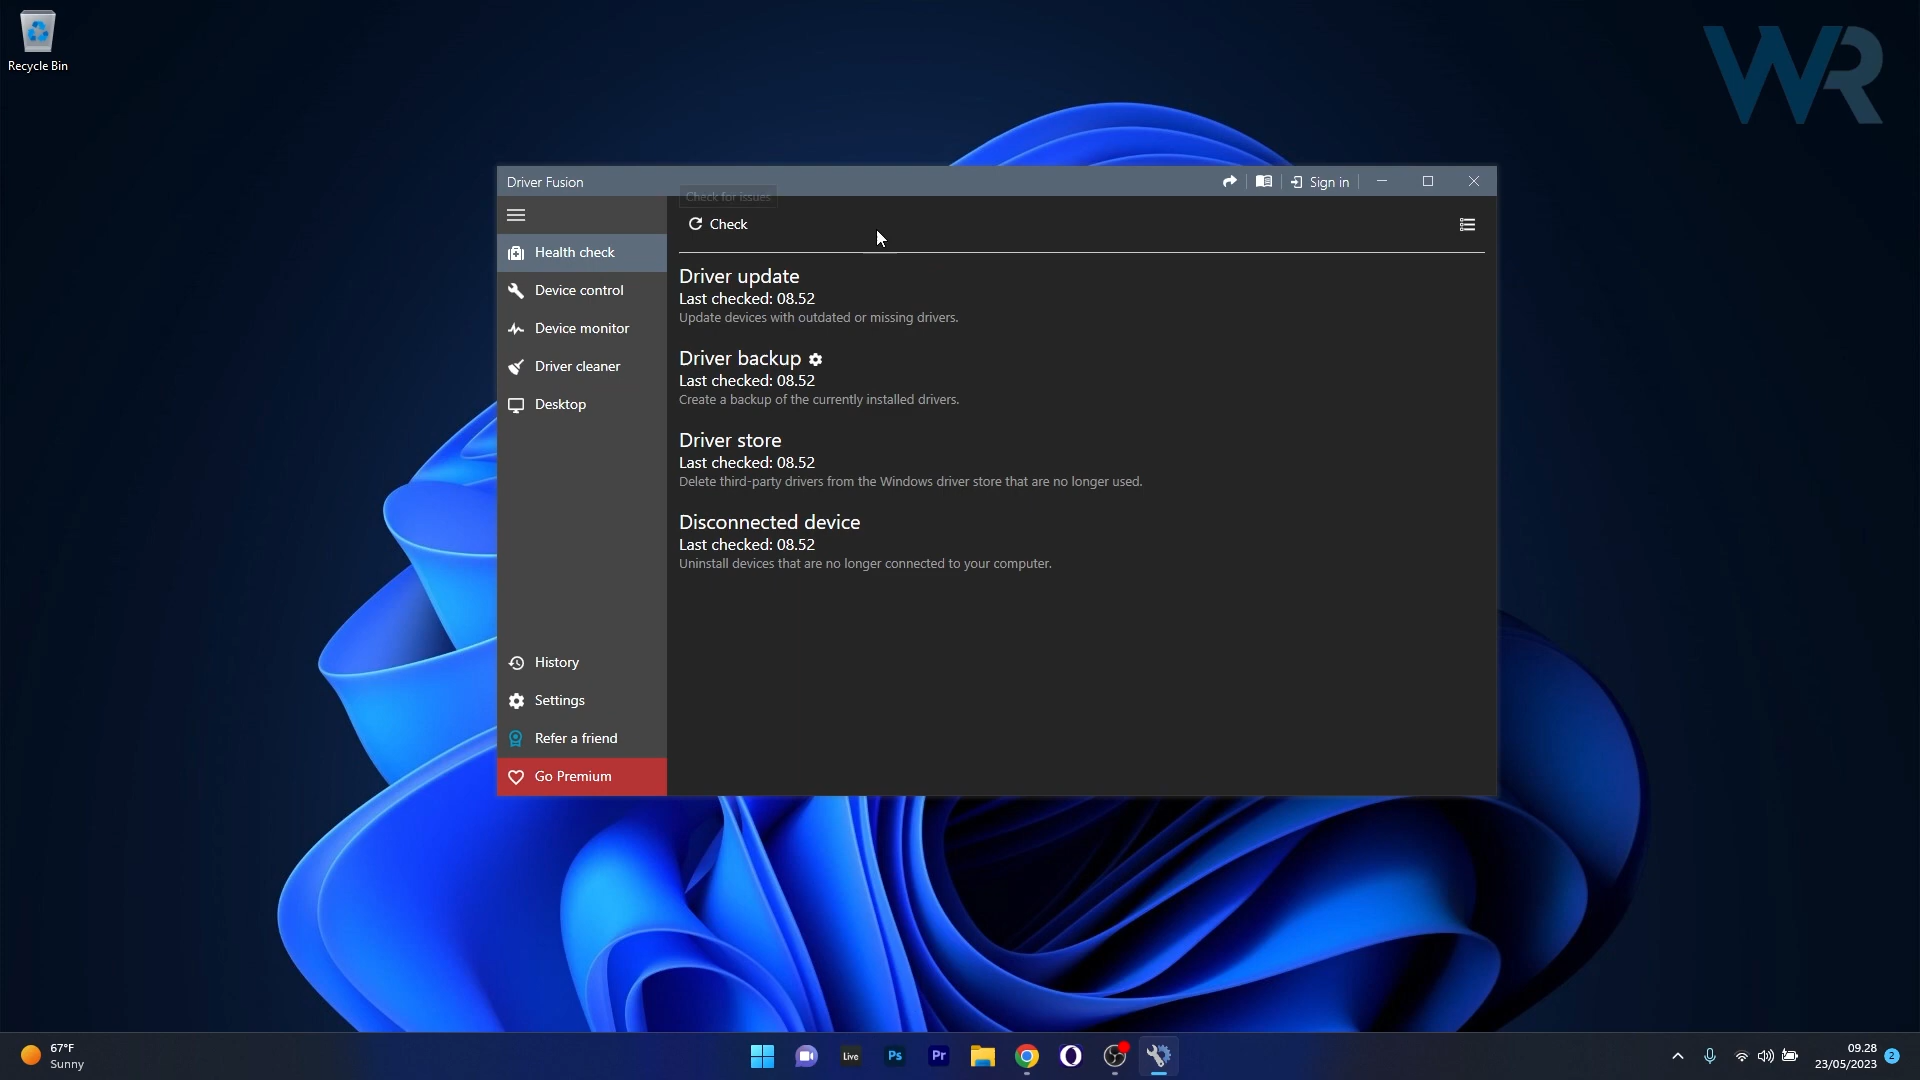 Recycle Bin
WR
Driver Fusion
Sign in
Check for issues
Check
Health check
Device control
Device monitor
Driver cleaner
Desktop
History
Settings
Refer a friend
Go Premium
Driver update
Last checked: 08.52
Update devices with outdated or missing drivers.
Driver backup
Last checked: 08.52
Create a backup of the currently installed drivers.
Driver store
Last checked: 08.52
Delete third-party drivers from the Windows driver store that are no longer used.
Disconnected device
Last checked: 08.52
Uninstall devices that are no longer connected to your computer.
67°F
Sunny
Live
Ps
Pr
09.28
23/05/2023
2